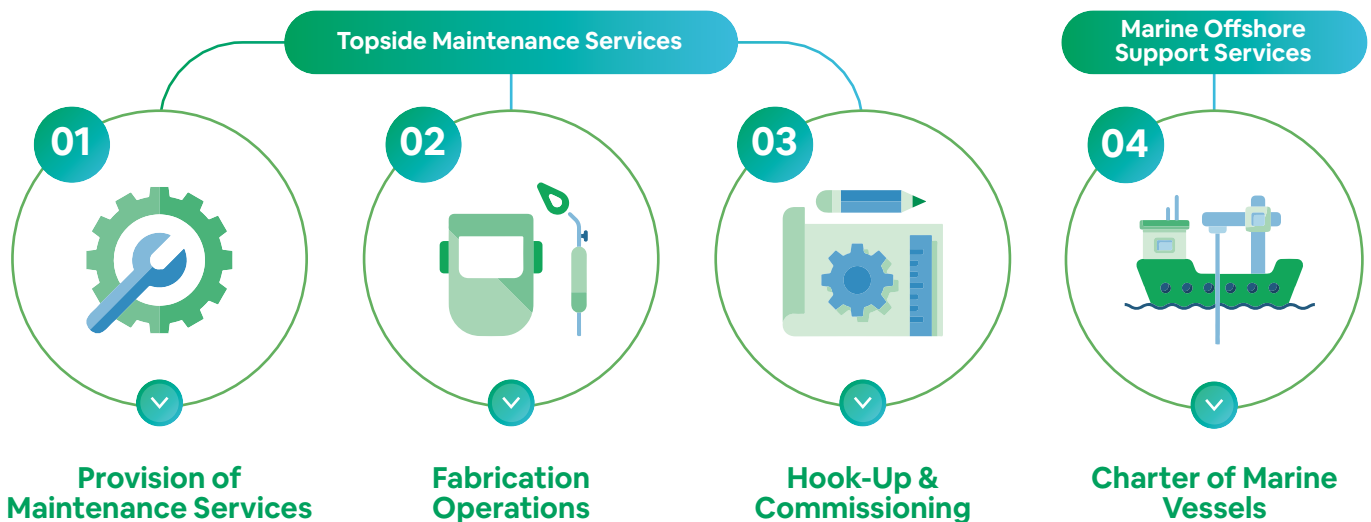 Topside Maintenance Services
Marine Offshore
Support Services
01
02
03
04
Provision of
Maintenance Services
Fabrication
Operations
Hook-Up &
Commissioning
Charter of Marine
Vessels